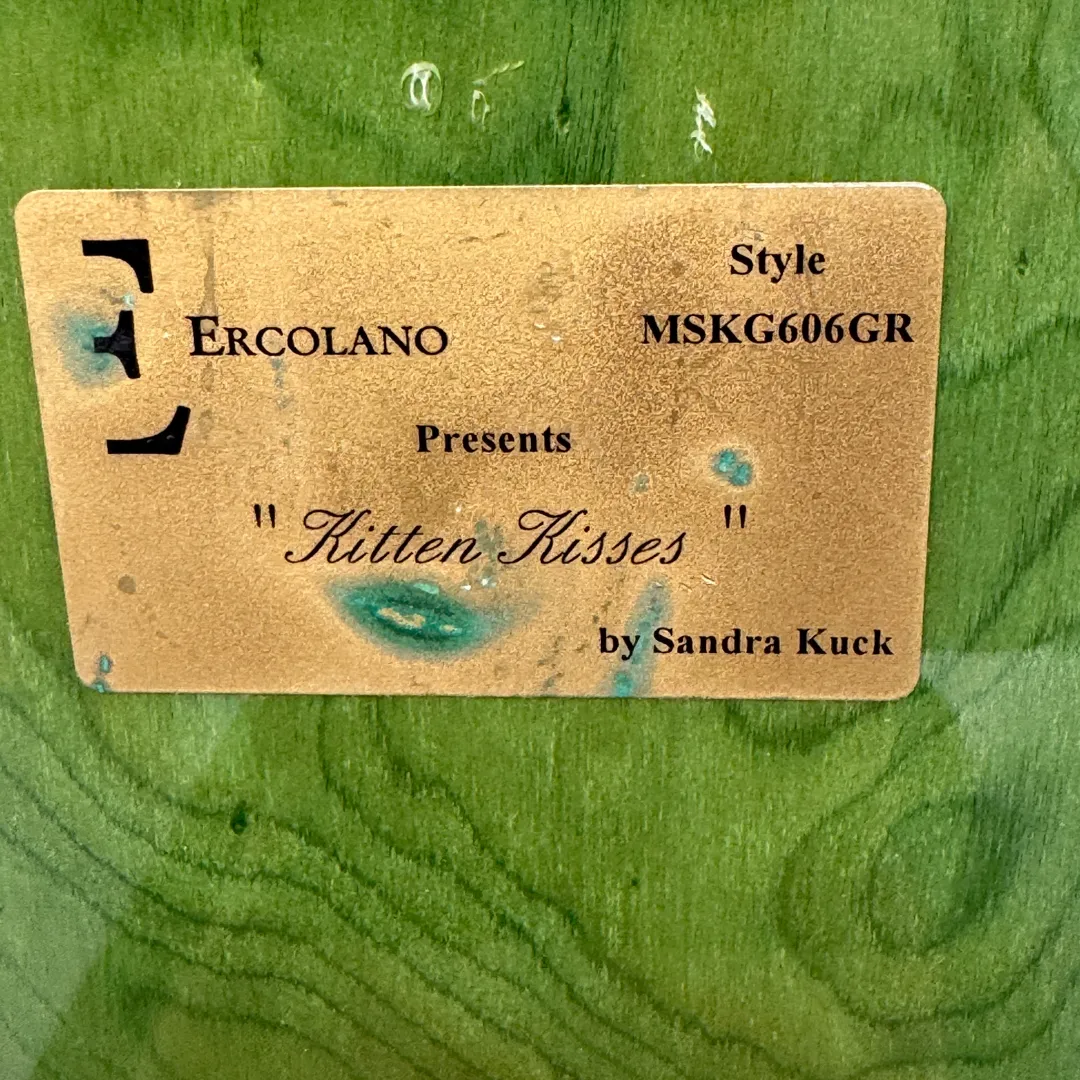 E ERCOLANO
Style
MSKG606GR
Presents
"Kitten Kisses"
by Sandra Kuck